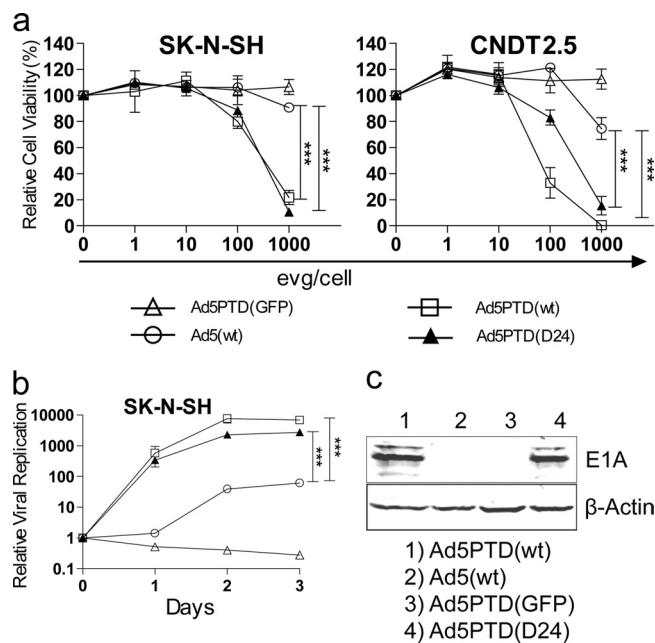 a
SK-N-SH
CNDT2.5
Relative Cell Viability (%)
140
120
100
80
60
40
20
0
0 1 10 100 1000
***
***
140
120
100
80
60
40
20
0
0 1 10 100 1000
***
***
evg/cell
Ad5PTD(GFP)
Ad5PTD(wt)
Ad5(wt)
Ad5PTD(D24)
b
SK-N-SH
Relative Viral Replication
10000
1000
100
10
1
0.1
0 1 2 3
Days
***
***
c
1 2 3 4
E1A
β-Actin
1) Ad5PTD(wt)
2) Ad5(wt)
3) Ad5PTD(GFP)
4) Ad5PTD(D24)